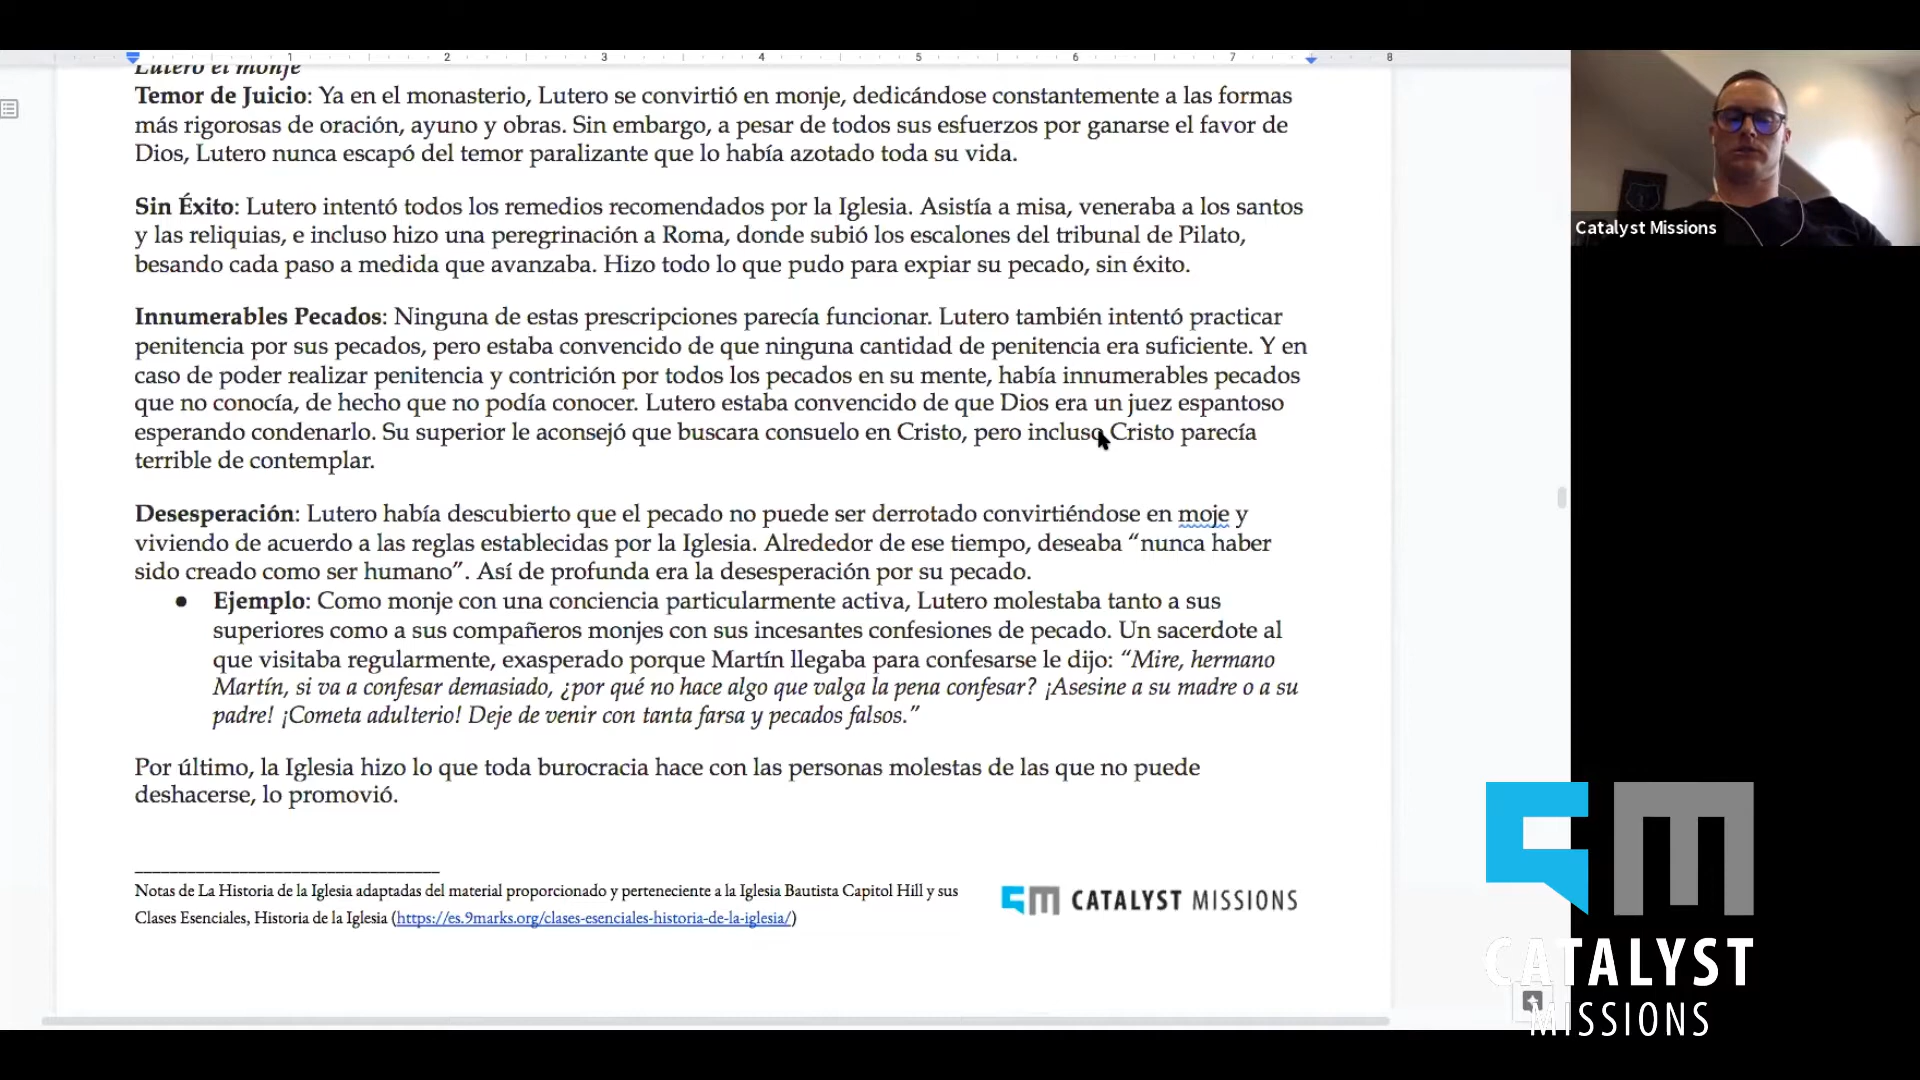 1 2 3 4 5 6 7 8
Lutero el monje
Temor de Juicio: Ya en el monasterio, Lutero se convirtió en monje, dedicándose constantemente a las formas
más rigorosas de oración, ayuno y obras. Sin embargo, a pesar de todos sus esfuerzos por ganarse el favor de
Dios, Lutero nunca escapó del temor paralizante que lo había azotado toda su vida.
Sin Éxito: Lutero intentó todos los remedios recomendados por la Iglesia. Asistía a misa, veneraba a los santos
y las reliquias, e incluso hizo una peregrinación a Roma, donde subió los escalones del tribunal de Pilato,
besando cada paso a medida que avanzaba. Hizo todo lo que pudo para expiar su pecado, sin éxito.
Innumerables Pecados: Ninguna de estas prescripciones parecía funcionar. Lutero también intentó practicar
penitencia por sus pecados, pero estaba convencido de que ninguna cantidad de penitencia era suficiente. Y en
caso de poder realizar penitencia y contrición por todos los pecados en su mente, había innumerables pecados
que no conocía, de hecho que no podía conocer. Lutero estaba convencido de que Dios era un juez espantoso
esperando condenarlo. Su superior le aconsejó que buscara consuelo en Cristo, pero incluso Cristo parecía
terrible de contemplar.
Desesperación: Lutero había descubierto que el pecado no puede ser derrotado convirtiéndose en moje y
viviendo de acuerdo a las reglas establecidas por la Iglesia. Alrededor de ese tiempo, deseaba “nunca haber
sido creado como ser humano”. Así de profunda era la desesperación por su pecado.
● Ejemplo: Como monje con una conciencia particularmente activa, Lutero molestaba tanto a sus
superiores como a sus compañeros monjes con sus incesantes confesiones de pecado. Un sacerdote al
que visitaba regularmente, exasperado porque Martín llegaba para confesarse le dijo: “Mire, hermano
Martín, si va a confesar demasiado, ¿por qué no hace algo que valga la pena confesar? ¡Asesine a su madre o a su
padre! ¡Cometa adulterio! Deje de venir con tanta farsa y pecados falsos.”
Por último, la Iglesia hizo lo que toda burocracia hace con las personas molestas de las que no puede
deshacerse, lo promovió.
Notas de La Historia de la Iglesia adaptadas del material proporcionado y perteneciente a la Iglesia Bautista Capitol Hill y sus
Clases Esenciales, Historia de la Iglesia (https://es.9marks.org/clases-esenciales-historia-de-la-iglesia/)
CATALYST MISSIONS
Catalyst Missions
CATALYST
MISSIONS